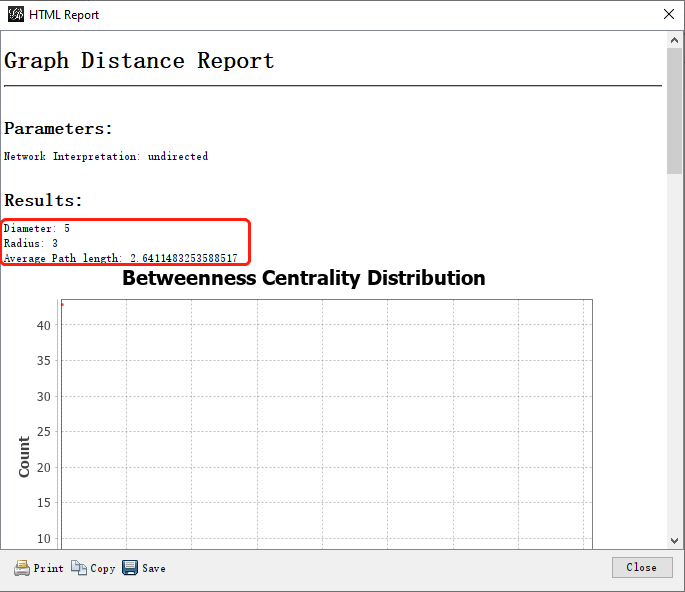 HTML Report
Graph Distance Report
Parameters:
Network Interpretation: undirected
Results:
Diameter: 5
Radius: 3
Average Path length: 2.6411483253588517
Betweenness Centrality Distribution
40
35
30
25
20
15
10
Count
Print Copy Save Close